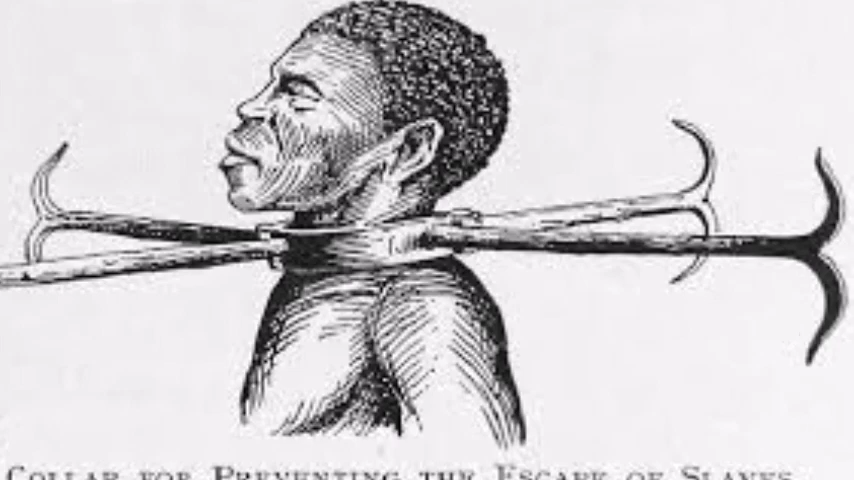 COLLAR FOR PREVENTING THE ESCAPE OF SLAVES